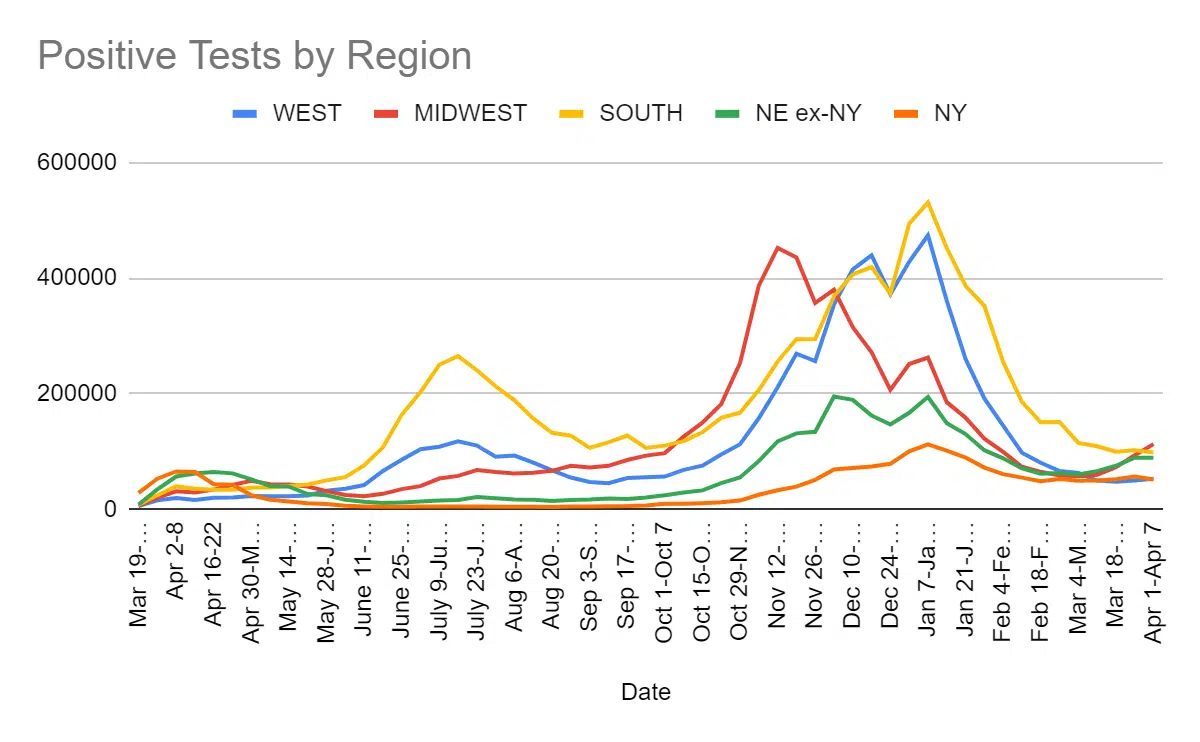 Positive Tests by Region
WEST MIDWEST SOUTH NE ex-NY NY
600000
400000
200000
0
Mar 19-…
Apr 2-8
Apr 16-22
Apr 30-M…
May 14-…
May 28-J…
June 11-…
June 25-…
July 9-Ju…
July 23-J…
Aug 6-A…
Aug 20-…
Sep 3-S…
Sep 17-…
Oct 1-Oct 7
Oct 15-O…
Oct 29-N…
Nov 12-…
Nov 26-…
Dec 10-…
Dec 24-…
Jan 7-Ja…
Jan 21-J…
Feb 4-Fe…
Feb 18-F…
Mar 4-M…
Mar 18-…
Apr 1-Apr 7
Date